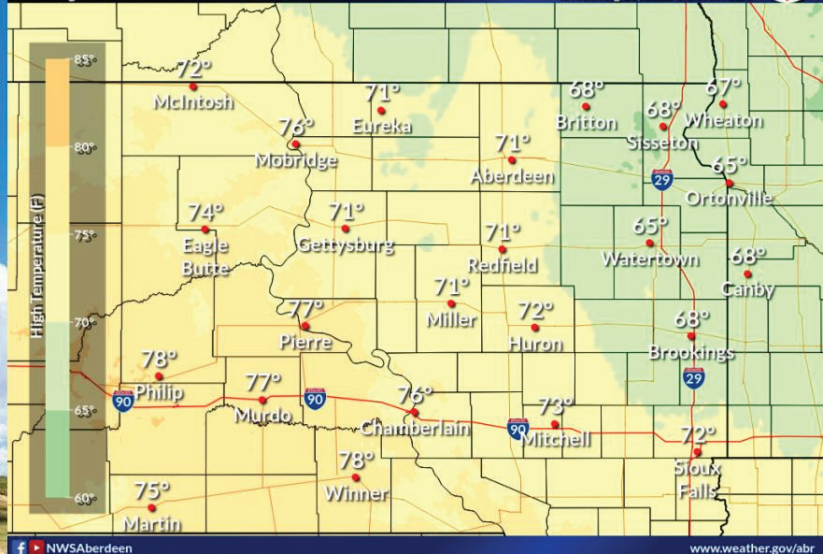 85°
80°
75°
70°
65°
60°
High Temperature (F)
72°
McIntosh
71°
Eureka
76°
Mobridge
68°
Britton
68°
Sisseton
67°
Wheaton
71°
Aberdeen
65°
Ortonville
29
74°
Eagle
Butte
71°
Gettysburg
71°
Redfield
65°
Watertown
68°
Canby
71°
Miller
77°
Pierre
72°
Huron
68°
Brookings
29
78°
Philip
90
77°
Murdo
90
76°
Chamberlain
90
73°
Mitchell
72°
Sioux
Falls
78°
Winner
75°
Martin
NWSAberdeen
www.weather.gov/abr